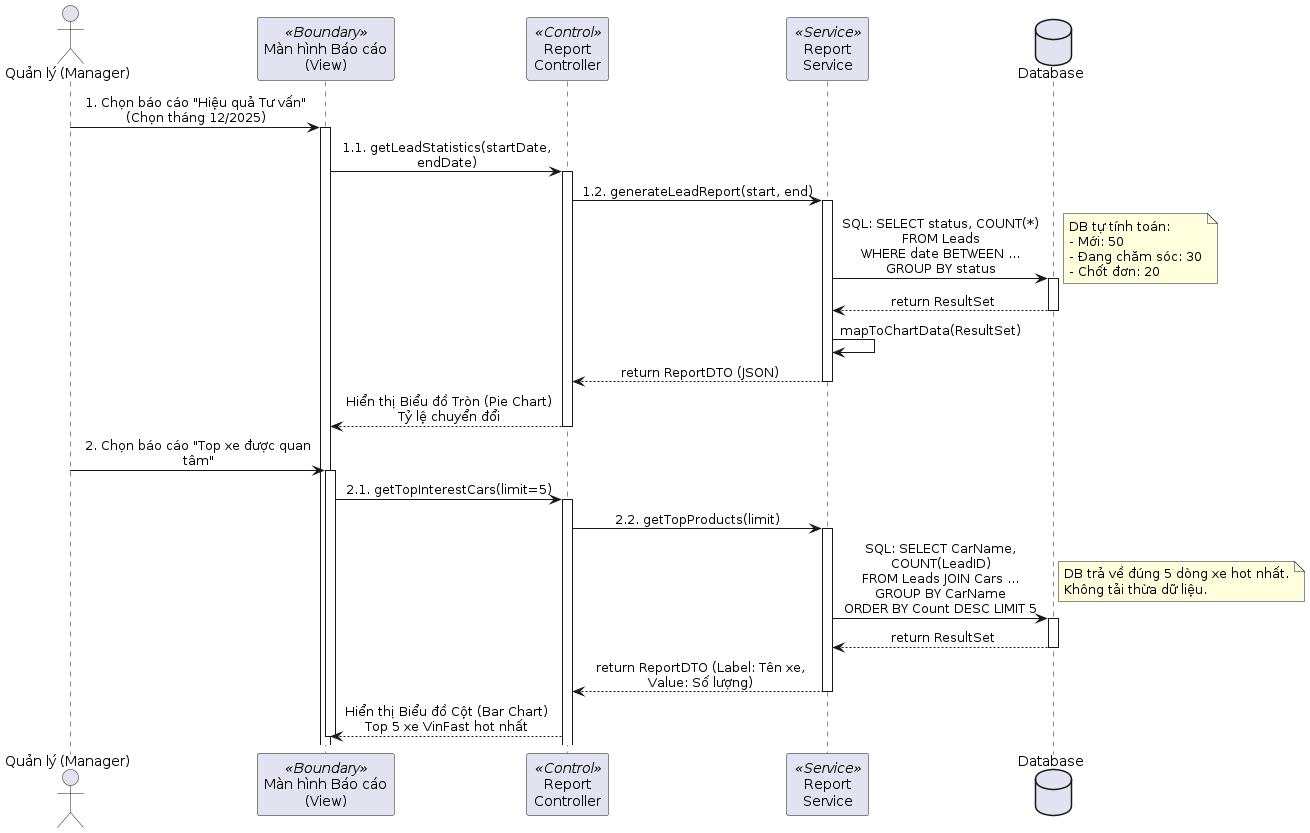 Quản lý (Manager)
«Boundary»
Màn hình Báo cáo
(View)
«Control»
Report
Controller
«Service»
Report
Service
Database
1. Chọn báo cáo "Hiệu quả Tư vấn"
(Chọn tháng 12/2025)
1.1. getLeadStatistics(startDate,
endDate)
1.2. generateLeadReport(start, end)
SQL: SELECT status, COUNT(*)
FROM Leads
WHERE date BETWEEN ...
GROUP BY status
DB tự tính toán:
- Mới: 50
- Đang chăm sóc: 30
- Chốt đơn: 20
return ResultSet
mapToChartData(ResultSet)
return ReportDTO (JSON)
Hiển thị Biểu đồ Tròn (Pie Chart)
Tỷ lệ chuyển đổi
2. Chọn báo cáo "Top xe được quan
tâm"
2.1. getTopInterestCars(limit=5)
2.2. getTopProducts(limit)
SQL: SELECT CarName,
COUNT(LeadID)
FROM Leads JOIN Cars ...
GROUP BY CarName
ORDER BY Count DESC LIMIT 5
DB trả về đúng 5 dòng xe hot nhất.
Không tải thừa dữ liệu.
return ResultSet
return ReportDTO (Label: Tên xe,
Value: Số lượng)
Hiển thị Biểu đồ Cột (Bar Chart)
Top 5 xe VinFast hot nhất
Quản lý (Manager)
«Boundary»
Màn hình Báo cáo
(View)
«Control»
Report
Controller
«Service»
Report
Service
Database